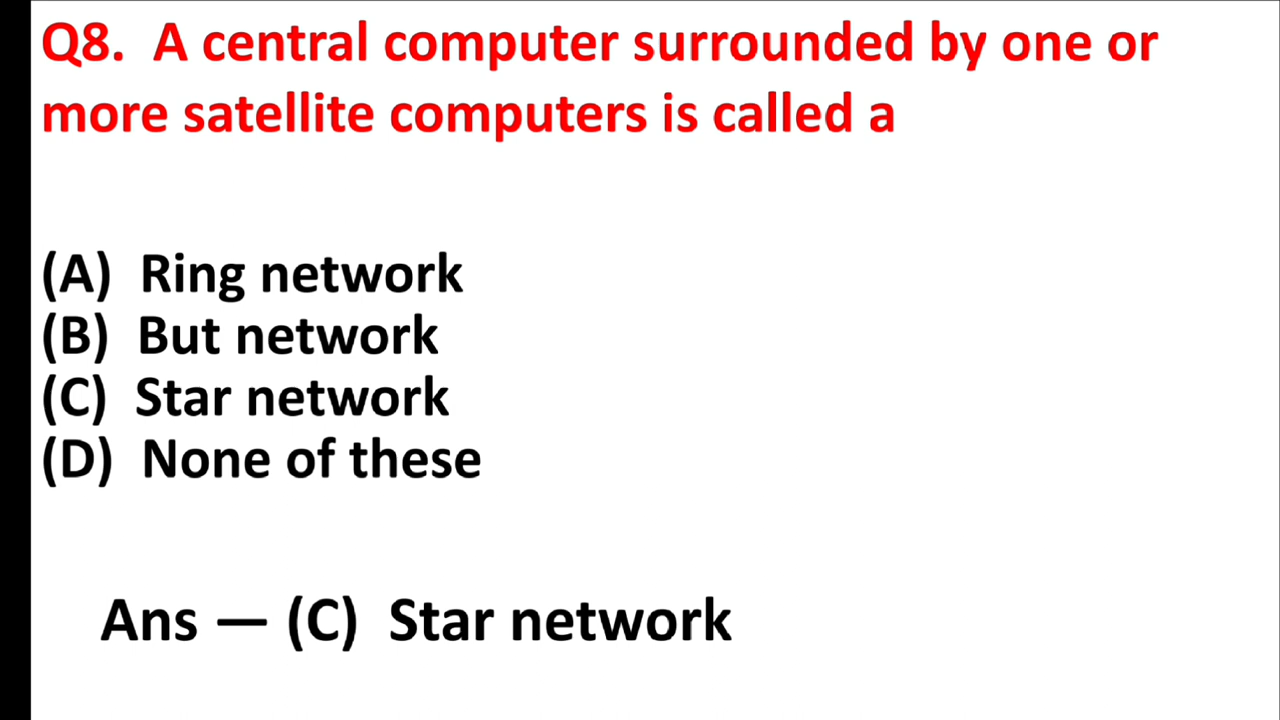 Q8. A central computer surrounded by one or
more satellite computers is called a
(A) Ring network
(B) But network
(C) Star network
(D) None of these
Ans — (C) Star network